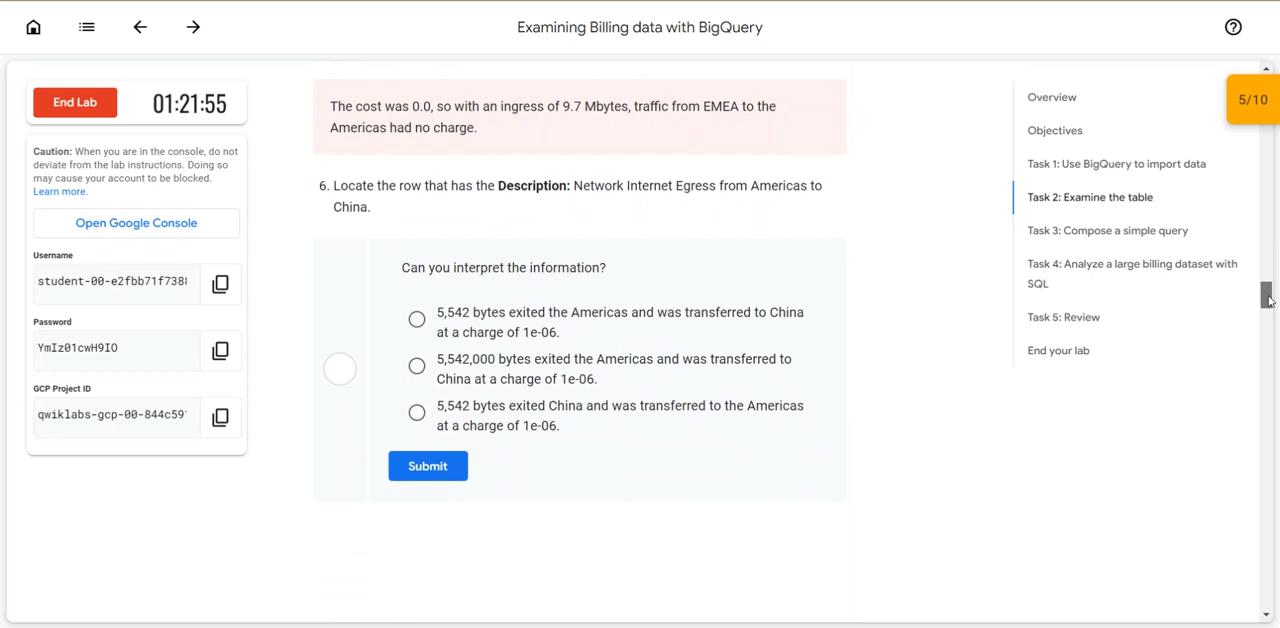 Examining Billing data with BigQuery
End Lab
01:21:55
Caution: When you are in the console, do not
deviate from the lab instructions. Doing so
may cause your account to be blocked.
Learn more.
Open Google Console
Username
student-00-e2fbb71f738
Password
YmIz01cwH9IO
GCP Project ID
qwiklabs-gcp-00-844c59
The cost was 0.0, so with an ingress of 9.7 Mbytes, traffic from EMEA to the
Americas had no charge.
6. Locate the row that has the Description: Network Internet Egress from Americas to
China.
Can you interpret the information?
5,542 bytes exited the Americas and was transferred to China
at a charge of 1e-06.
5,542,000 bytes exited the Americas and was transferred to
China at a charge of 1e-06.
5,542 bytes exited China and was transferred to the Americas
at a charge of 1e-06.
Submit
Overview
Objectives
Task 1: Use BigQuery to import data
Task 2: Examine the table
Task 3: Compose a simple query
Task 4: Analyze a large billing dataset with
SQL
Task 5: Review
End your lab
5/10